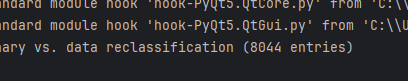 andard module hook 'hook-PyQt5.QtCore.py' from 'C:\\
andard module hook 'hook-PyQt5.QtGui.py' from 'C:\\U
ary vs. data reclassification (8044 entries)